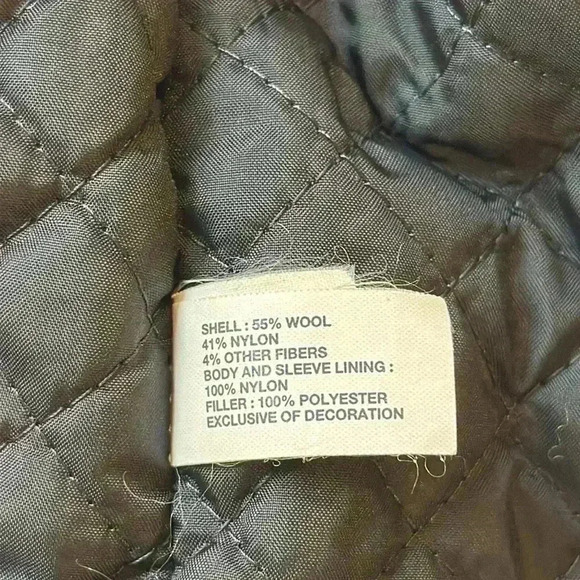 SHELL : 55% WOOL
41% NYLON
4% OTHER FIBERS
BODY AND SLEEVE LINING :
100% NYLON
FILLER : 100% POLYESTER
EXCLUSIVE OF DECORATION